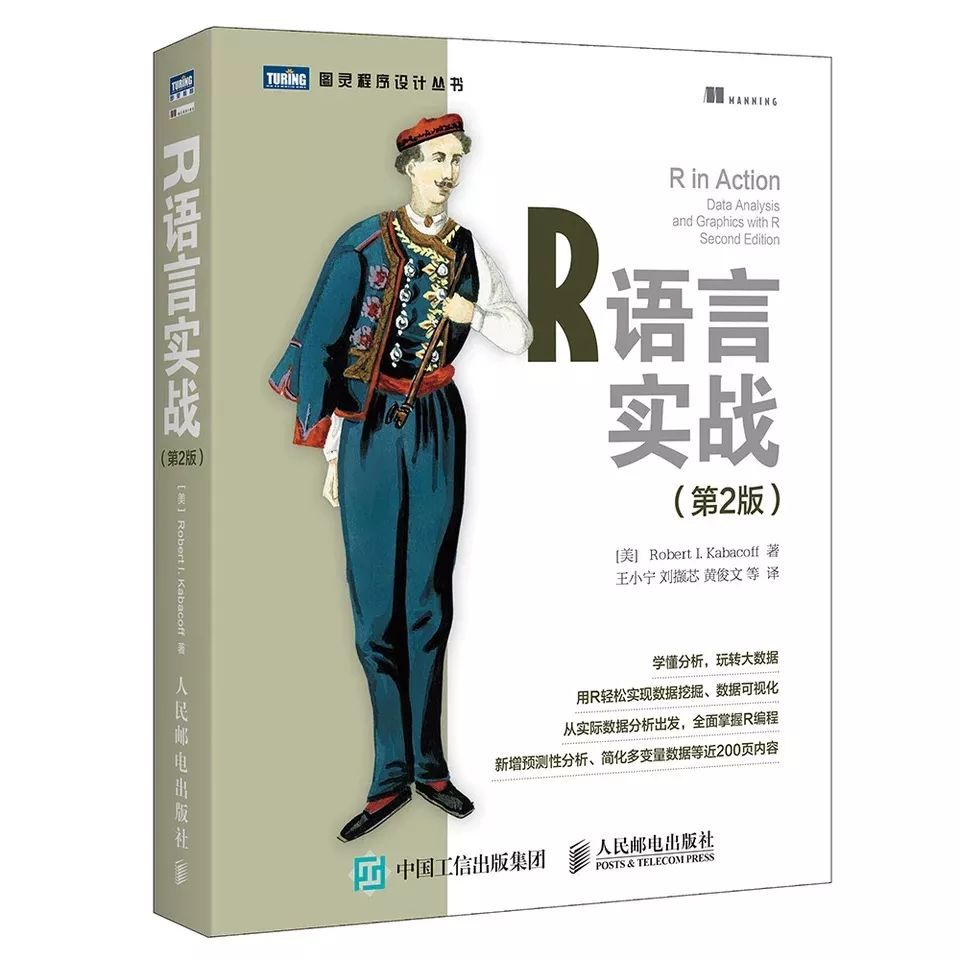 TURING
图灵程序设计丛书
MANNING
R in Action
Data Analysis
and Graphics with R
Second Edition
R语言
实战
(第2版)
[美] Robert I. Kabacoff 著
王小宁 刘撷芯 黄俊文 等 译
学懂分析，玩转大数据
用R轻松实现数据挖掘、数据可视化
从实际数据分析出发，全面掌握R编程
新增预测性分析、简化多变量数据等近200页内容
中国工信出版集团
人民邮电出版社
POSTS & TELECOM PRESS
TURING
R语言实战
(第2版)
[美] Robert I. Kabacoff 著
人民邮电出版社